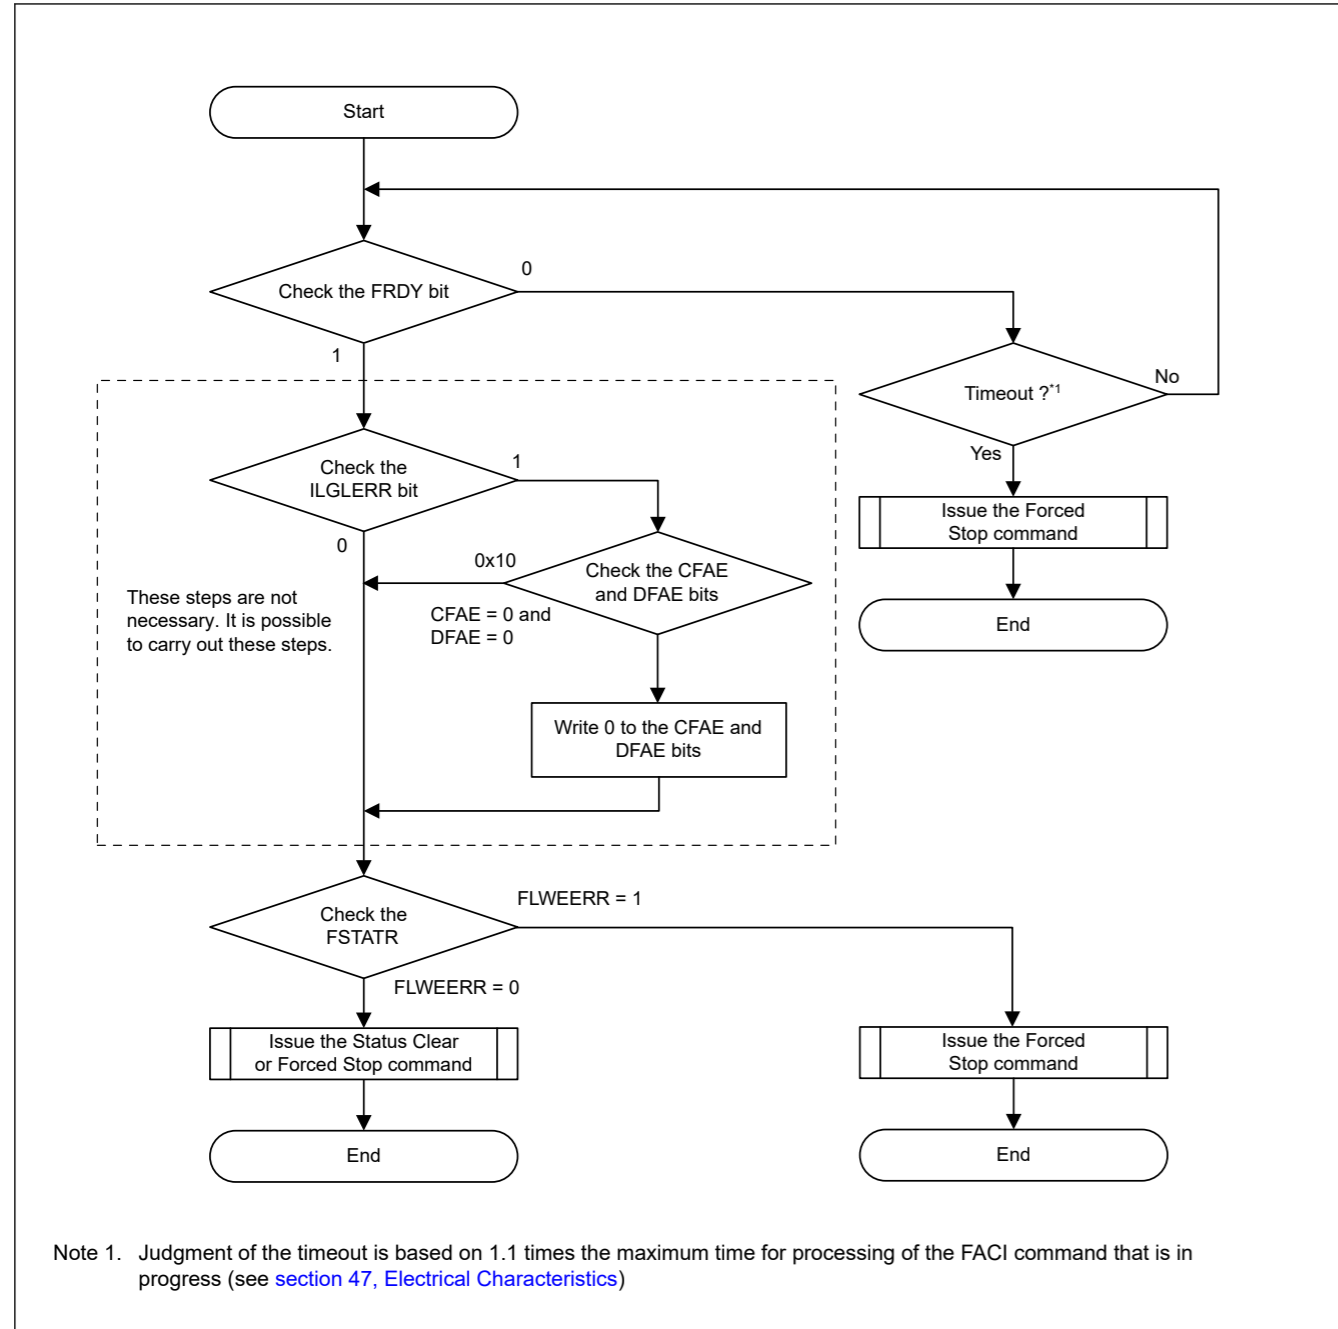 Start
Check the FRDY bit
0
1
Timeout ?*1
No
Yes
Issue the Forced
Stop command
End
Check the
ILGLERR bit
1
0
0x10
CFAE = 0 and
DFAE = 0
Check the CFAE
and DFAE bits
These steps are not
necessary. It is possible
to carry out these steps.
Write 0 to the CFAE and
DFAE bits
Check the
FSTATR
FLWEERR = 1
FLWEERR = 0
Issue the Status Clear
or Forced Stop command
Issue the Forced
Stop command
End
End
Note 1. Judgment of the timeout is based on 1.1 times the maximum time for processing of the FACI command that is in
progress (see section 47, Electrical Characteristics)